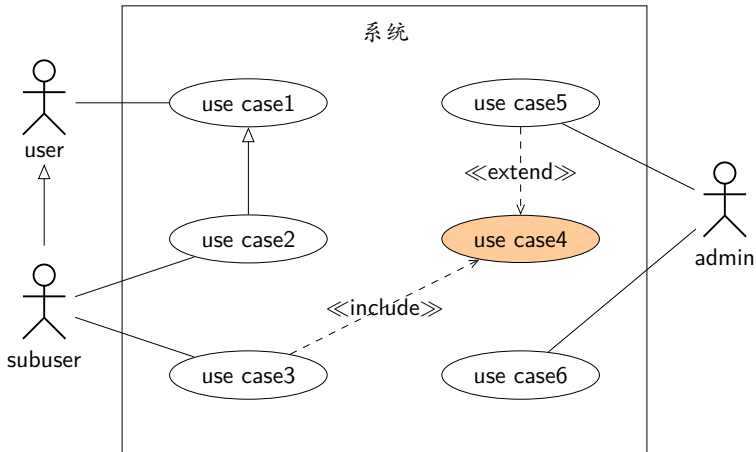 系统
use case1
use case5
user
≪extend≫
use case2
use case4
admin
≪include≫
subuser
use case3
use case6